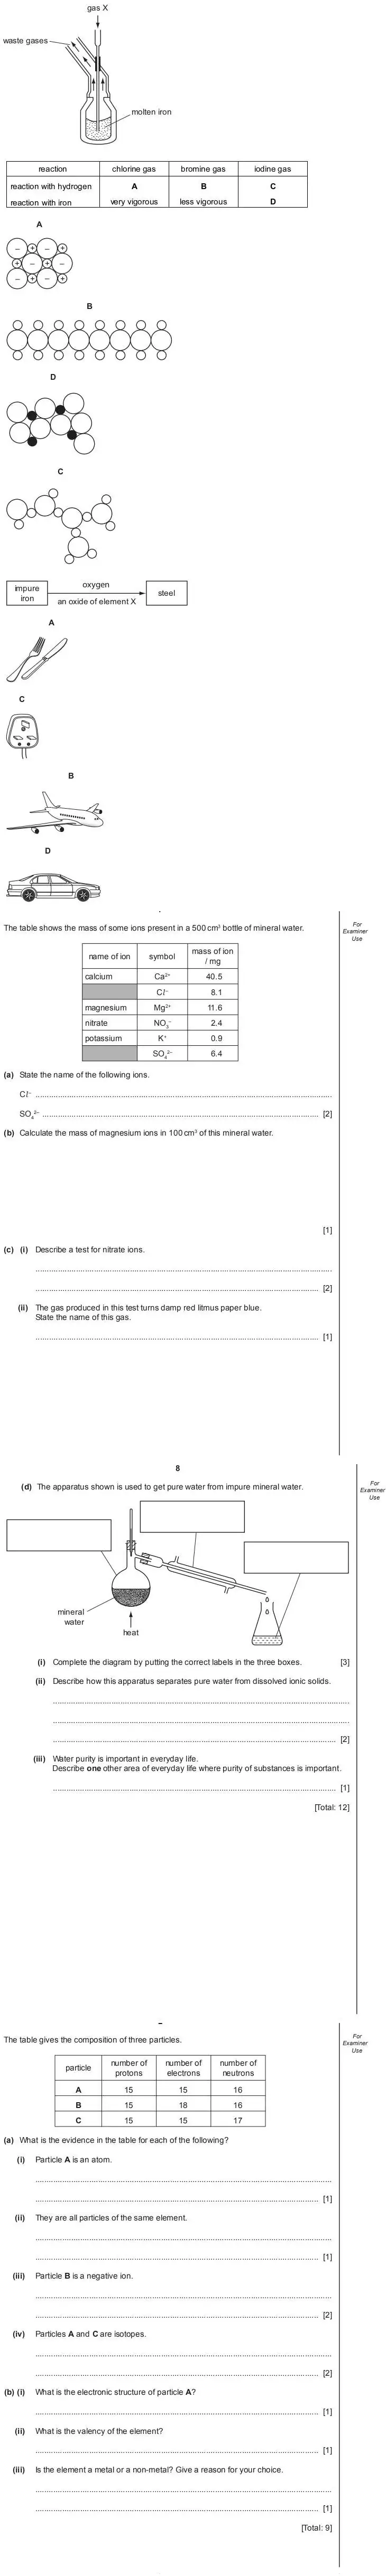 gas X
waste gases
molten iron
reaction chlorine gas bromine gas iodine gas
reaction with hydrogen A B C
reaction with iron very vigorous less vigorous D
A
– + – +
+ – + –
– + – +
B
D
C
impure iron
oxygen
an oxide of element X
steel
A
C
B
D
For
Examiner
Use
The table shows the mass of some ions present in a 500 cm³ bottle of mineral water.
name of ion symbol mass of ion / mg
calcium Ca²⁺ 40.5
Cl⁻ 8.1
magnesium Mg²⁺ 11.6
nitrate NO₃⁻ 2.4
potassium K⁺ 0.9
SO₄²⁻ 6.4
(a) State the name of the following ions.
Cl⁻
SO₄²⁻ [2]
(b) Calculate the mass of magnesium ions in 100 cm³ of this mineral water.
[1]
(c) (i) Describe a test for nitrate ions.
[2]
(ii) The gas produced in this test turns damp red litmus paper blue.
State the name of this gas.
[1]
8
For
Examiner
Use
(d) The apparatus shown is used to get pure water from impure mineral water.
mineral
water
heat
(i) Complete the diagram by putting the correct labels in the three boxes. [3]
(ii) Describe how this apparatus separates pure water from dissolved ionic solids.
[2]
(iii) Water purity is important in everyday life.
Describe one other area of everyday life where purity of substances is important.
[1]
[Total: 12]
For
Examiner
Use
The table gives the composition of three particles.
particle number of protons number of electrons number of neutrons
A 15 15 16
B 15 18 16
C 15 15 17
(a) What is the evidence in the table for each of the following?
(i) Particle A is an atom.
[1]
(ii) They are all particles of the same element.
[1]
(iii) Particle B is a negative ion.
[2]
(iv) Particles A and C are isotopes.
[2]
(b) (i) What is the electronic structure of particle A?
[1]
(ii) What is the valency of the element?
[1]
(iii) Is the element a metal or a non-metal? Give a reason for your choice.
[1]
[Total: 9]